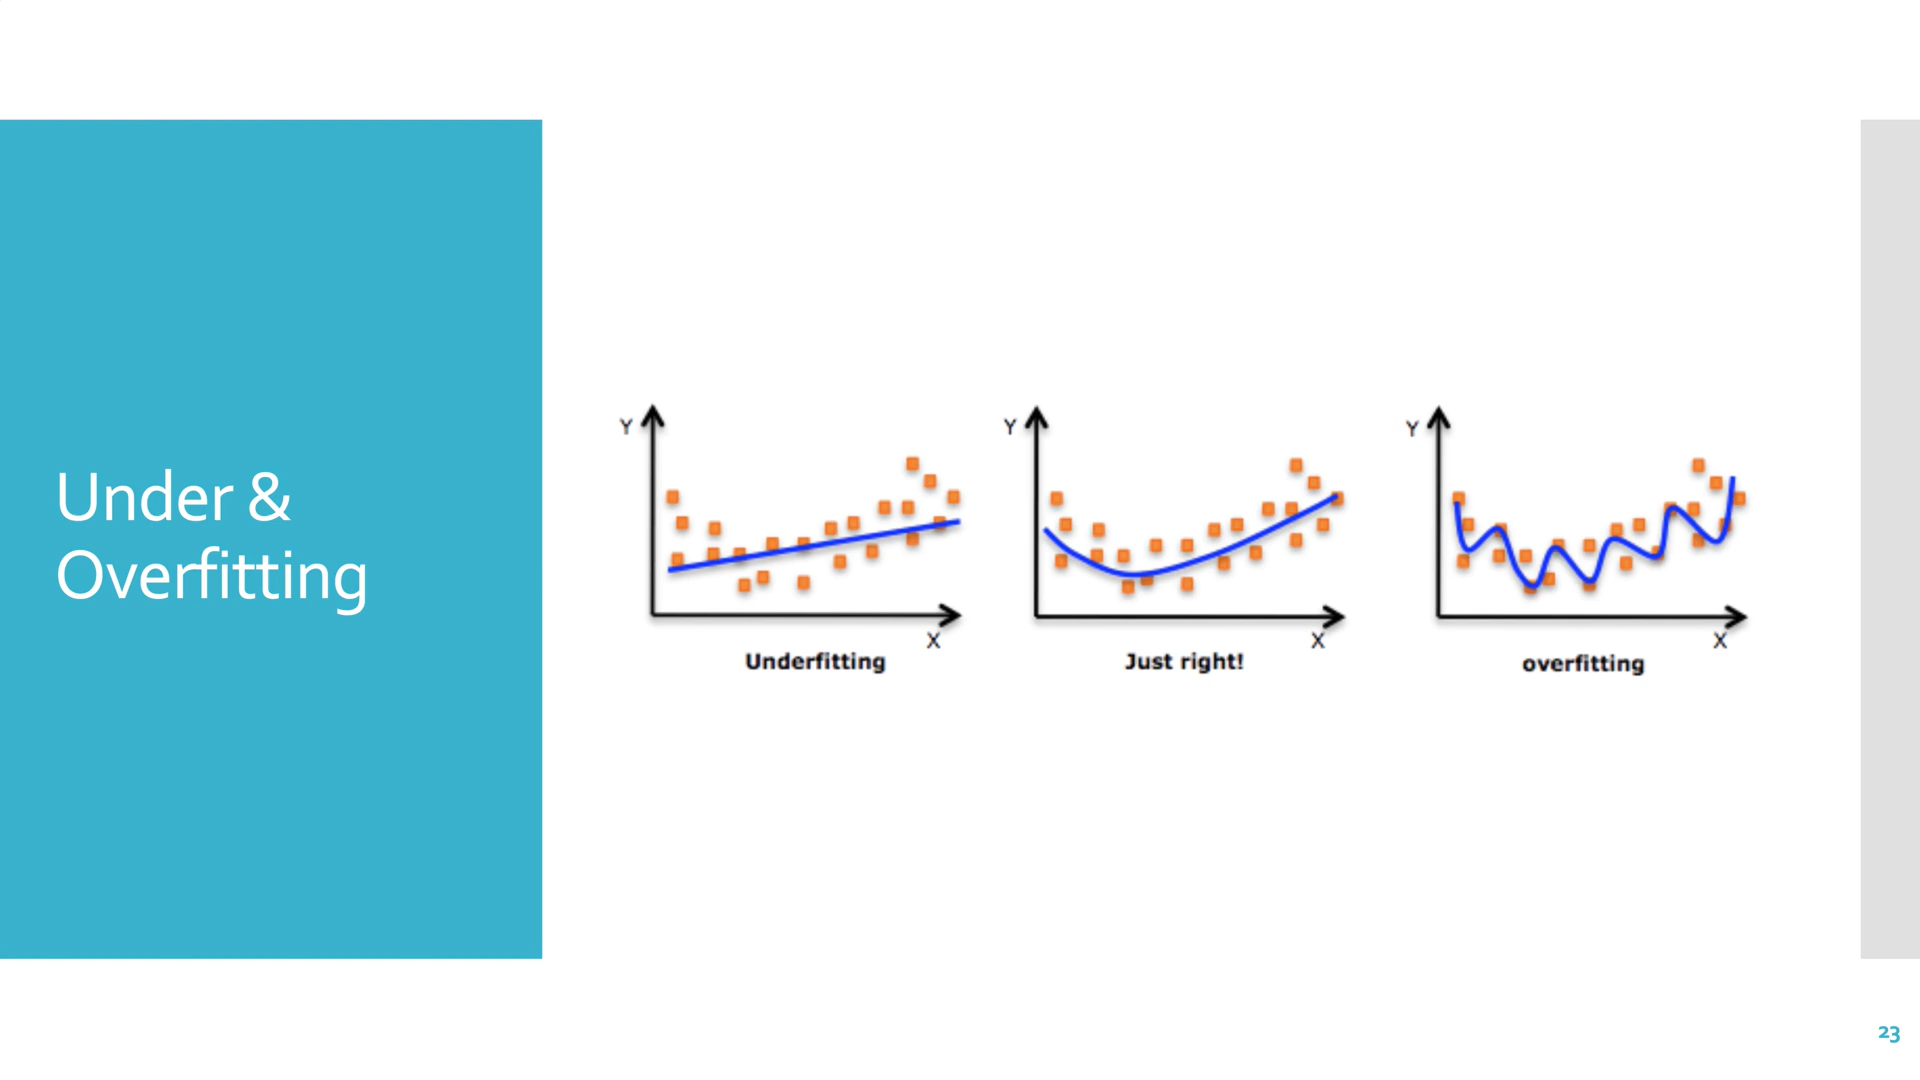 Under &
Overfitting
Y
X
Underfitting
Y
X
Just right!
Y
X
overfitting
23